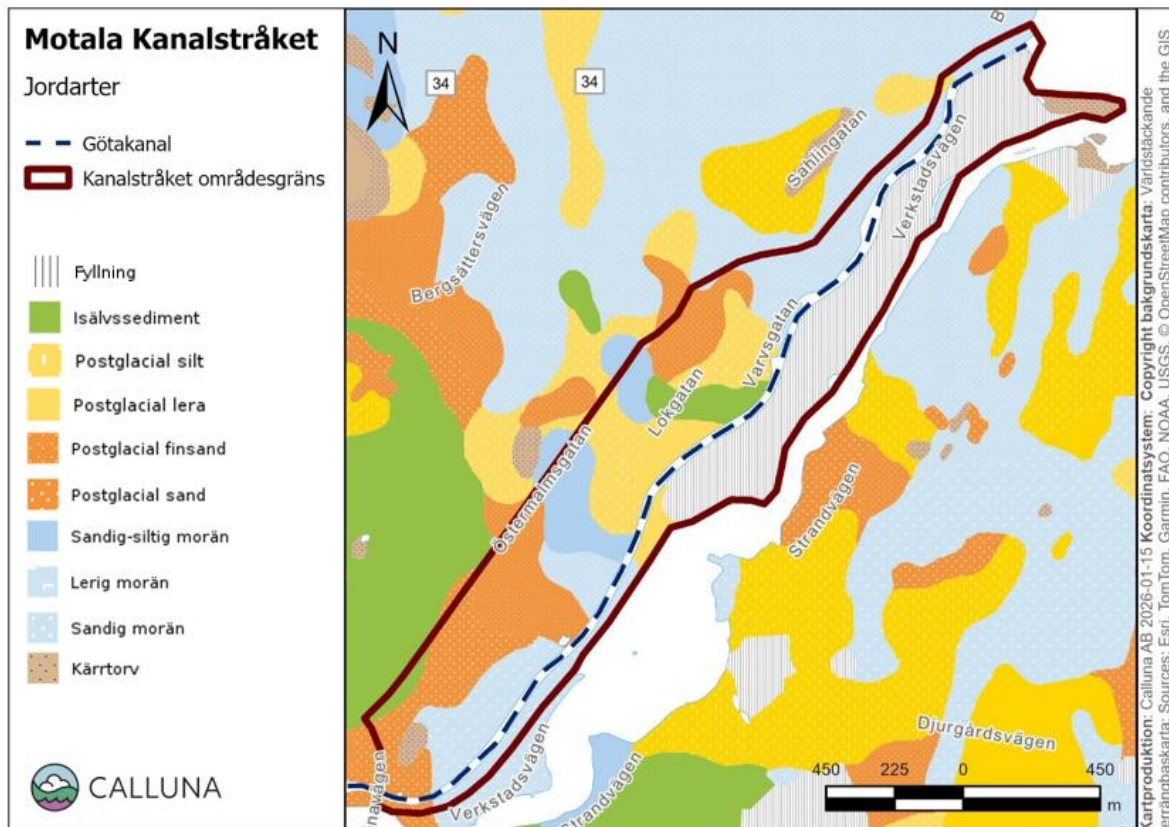 Motala Kanalstråket
Jordarter
Götakanal
Kanalstråket områdesgräns
Fyllning
Isälvssediment
Postglacial silt
Postglacial lera
Postglacial finsand
Postglacial sand
Sandig-siltig morän
Lerig morän
Sandig morän
Kärrtorv
CALLUNA
N
34
34
B
Sahlingatan
Verkstadsvägen
Bergsättersvägen
Varvsgatan
Lokgatan
Östermalmsgatan
Strandvägen
Djurgårdsvägen
navägen
Verkstadsvägen
Strandvägen
450 225 0 450
m
Kartproduktion: Calluna AB 2026-01-15 Koordinatsystem: Copyright bakgrundskarta: Världstäckande
terrängbaskarta: Sources: Esri, TomTom, Garmin, FAO, NOAA, USGS, © OpenStreetMap contributors, and the GIS